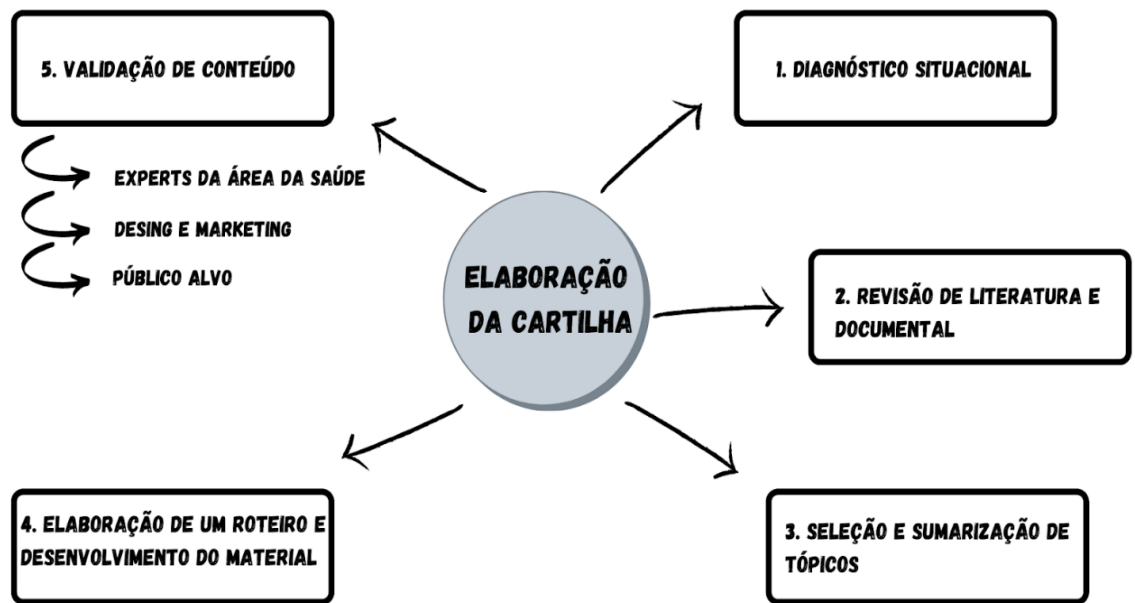 5. VALIDAÇÃO DE CONTEÚDO
EXPERTS DA ÁREA DA SAÚDE
DESING E MARKETING
PÚBLICO ALVO
1. DIAGNÓSTICO SITUACIONAL
ELABORAÇÃO
DA CARTILHA
2. REVISÃO DE LITERATURA E
DOCUMENTAL
4. ELABORAÇÃO DE UM ROTEIRO E
DESENVOLVIMENTO DO MATERIAL
3. SELEÇÃO E SUMARIZAÇÃO DE
TÓPICOS